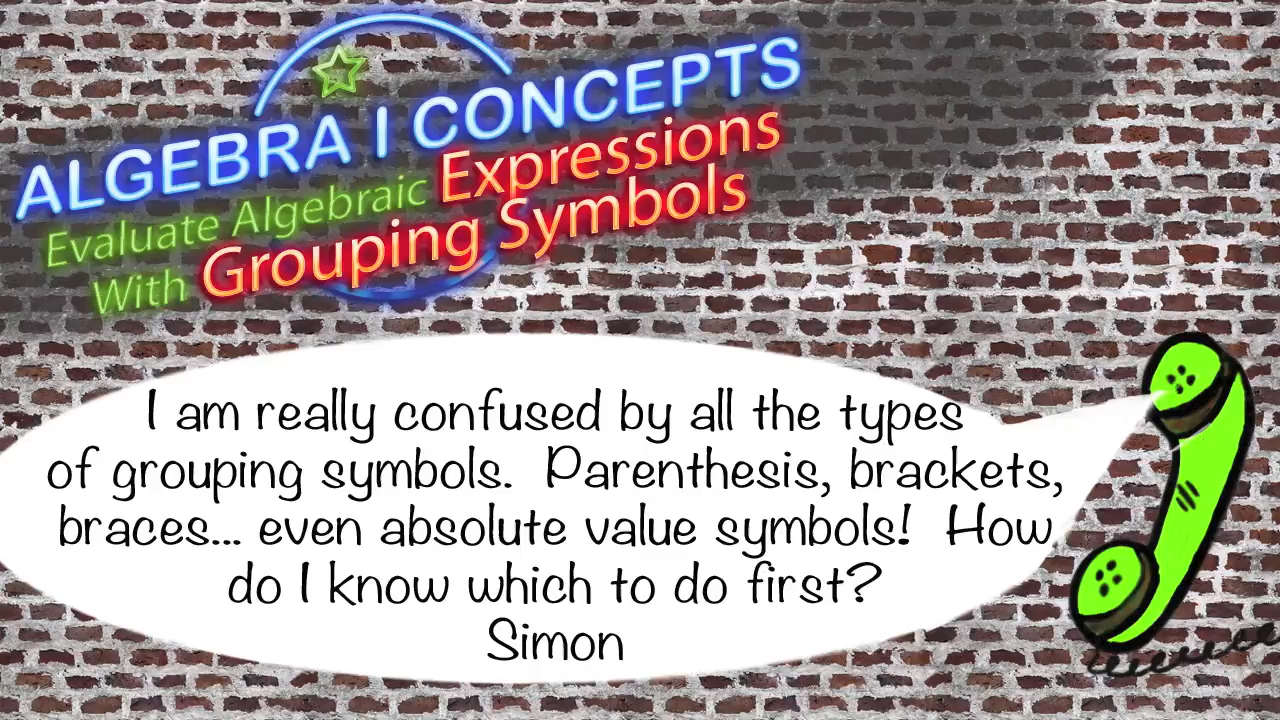 ALGEBRA I CONCEPTS
Evaluate Algebraic Expressions
With Grouping Symbols
I am really confused by all the types
of grouping symbols. Parenthesis, brackets,
braces... even absolute value symbols! How
do I know which to do first?
Simon